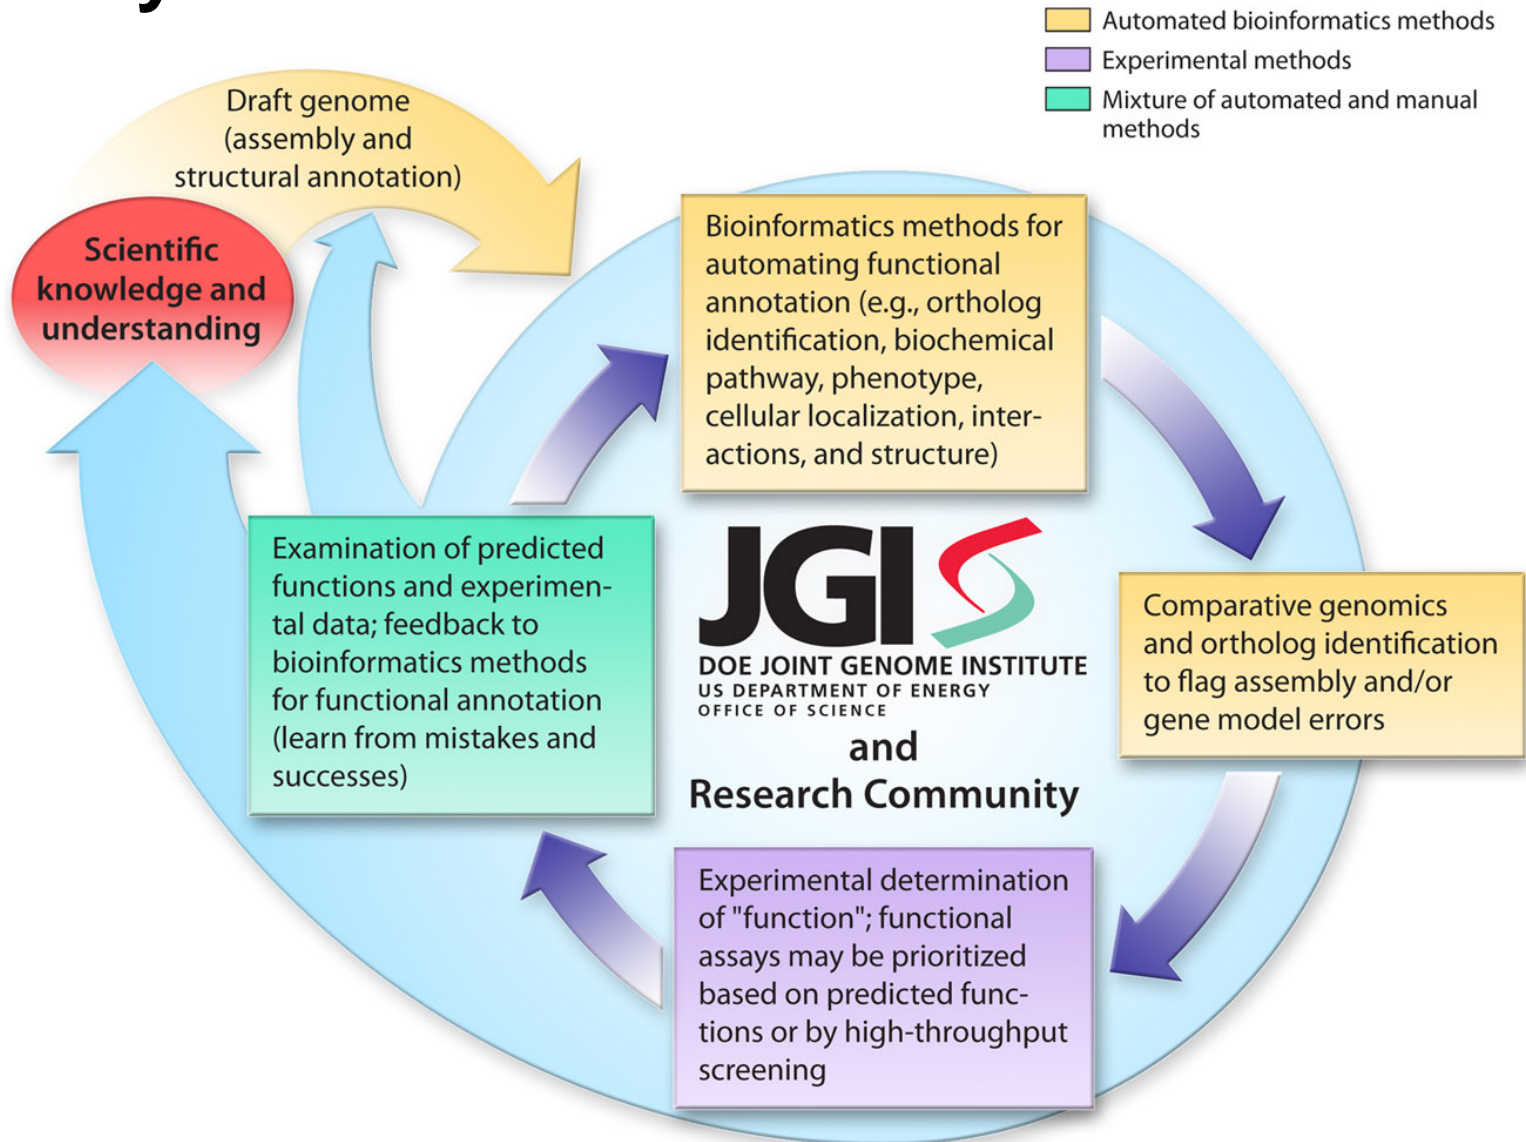 Automated bioinformatics methods
Experimental methods
Mixture of automated and manual
methods
Draft genome
(assembly and
structural annotation)
Scientific
knowledge and
understanding
Bioinformatics methods for
automating functional
annotation (e.g., ortholog
identification, biochemical
pathway, phenotype,
cellular localization, inter-
actions, and structure)
Comparative genomics
and ortholog identification
to flag assembly and/or
gene model errors
Experimental determination
of "function"; functional
assays may be prioritized
based on predicted func-
tions or by high-throughput
screening
Examination of predicted
functions and experimen-
tal data; feedback to
bioinformatics methods
for functional annotation
(learn from mistakes and
successes)
JGI
DOE JOINT GENOME INSTITUTE
US DEPARTMENT OF ENERGY
OFFICE OF SCIENCE
and
Research Community